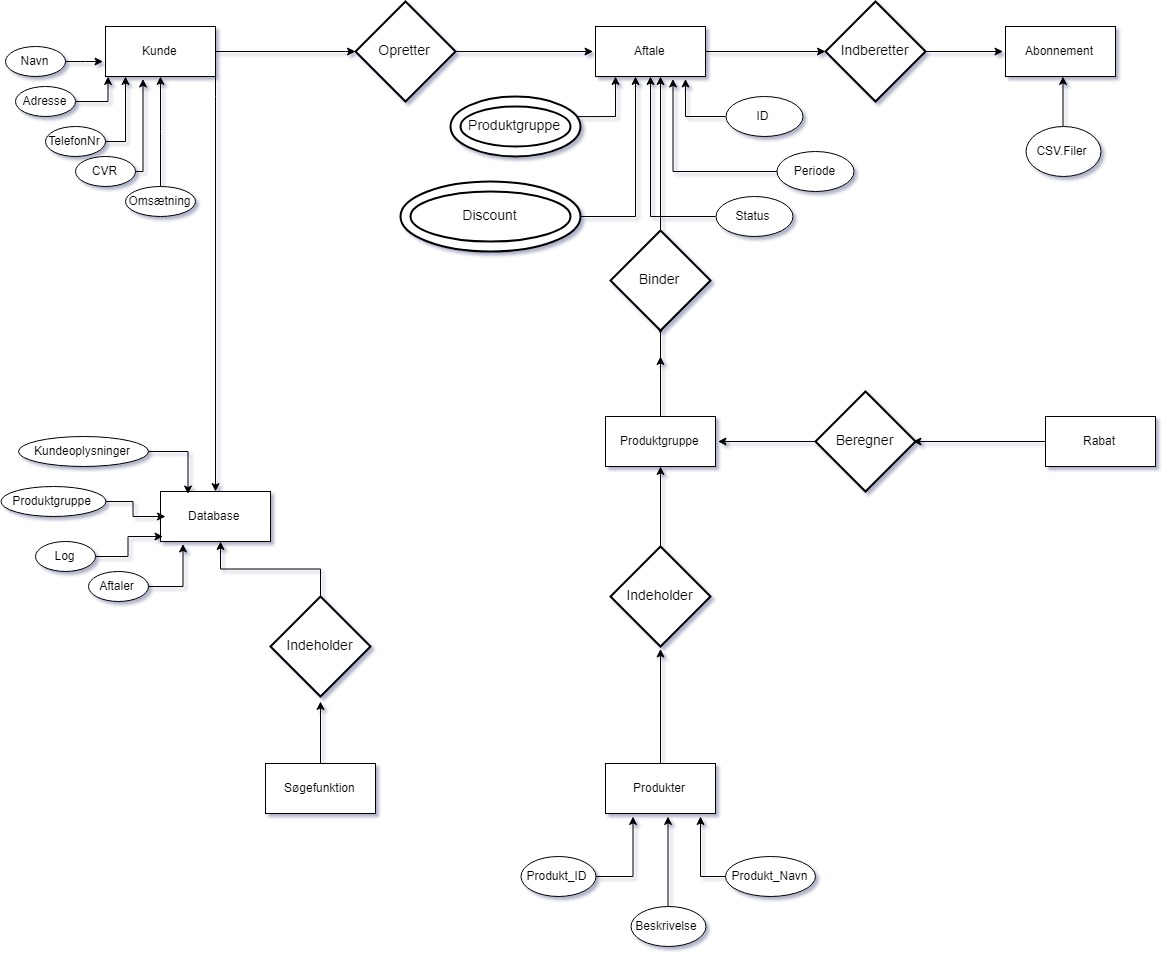 Kunde
Opretter
Aftale
Indberetter
Abonnement
Navn
Adresse
TelefonNr
CVR
Omsætning
Produktgruppe
Discount
ID
Periode
Status
CSV.Filer
Binder
Produktgruppe
Beregner
Rabat
Kundeoplysninger
Produktgruppe
Log
Aftaler
Database
Indeholder
Søgefunktion
Indeholder
Produkter
Produkt_ID
Beskrivelse
Produkt_Navn